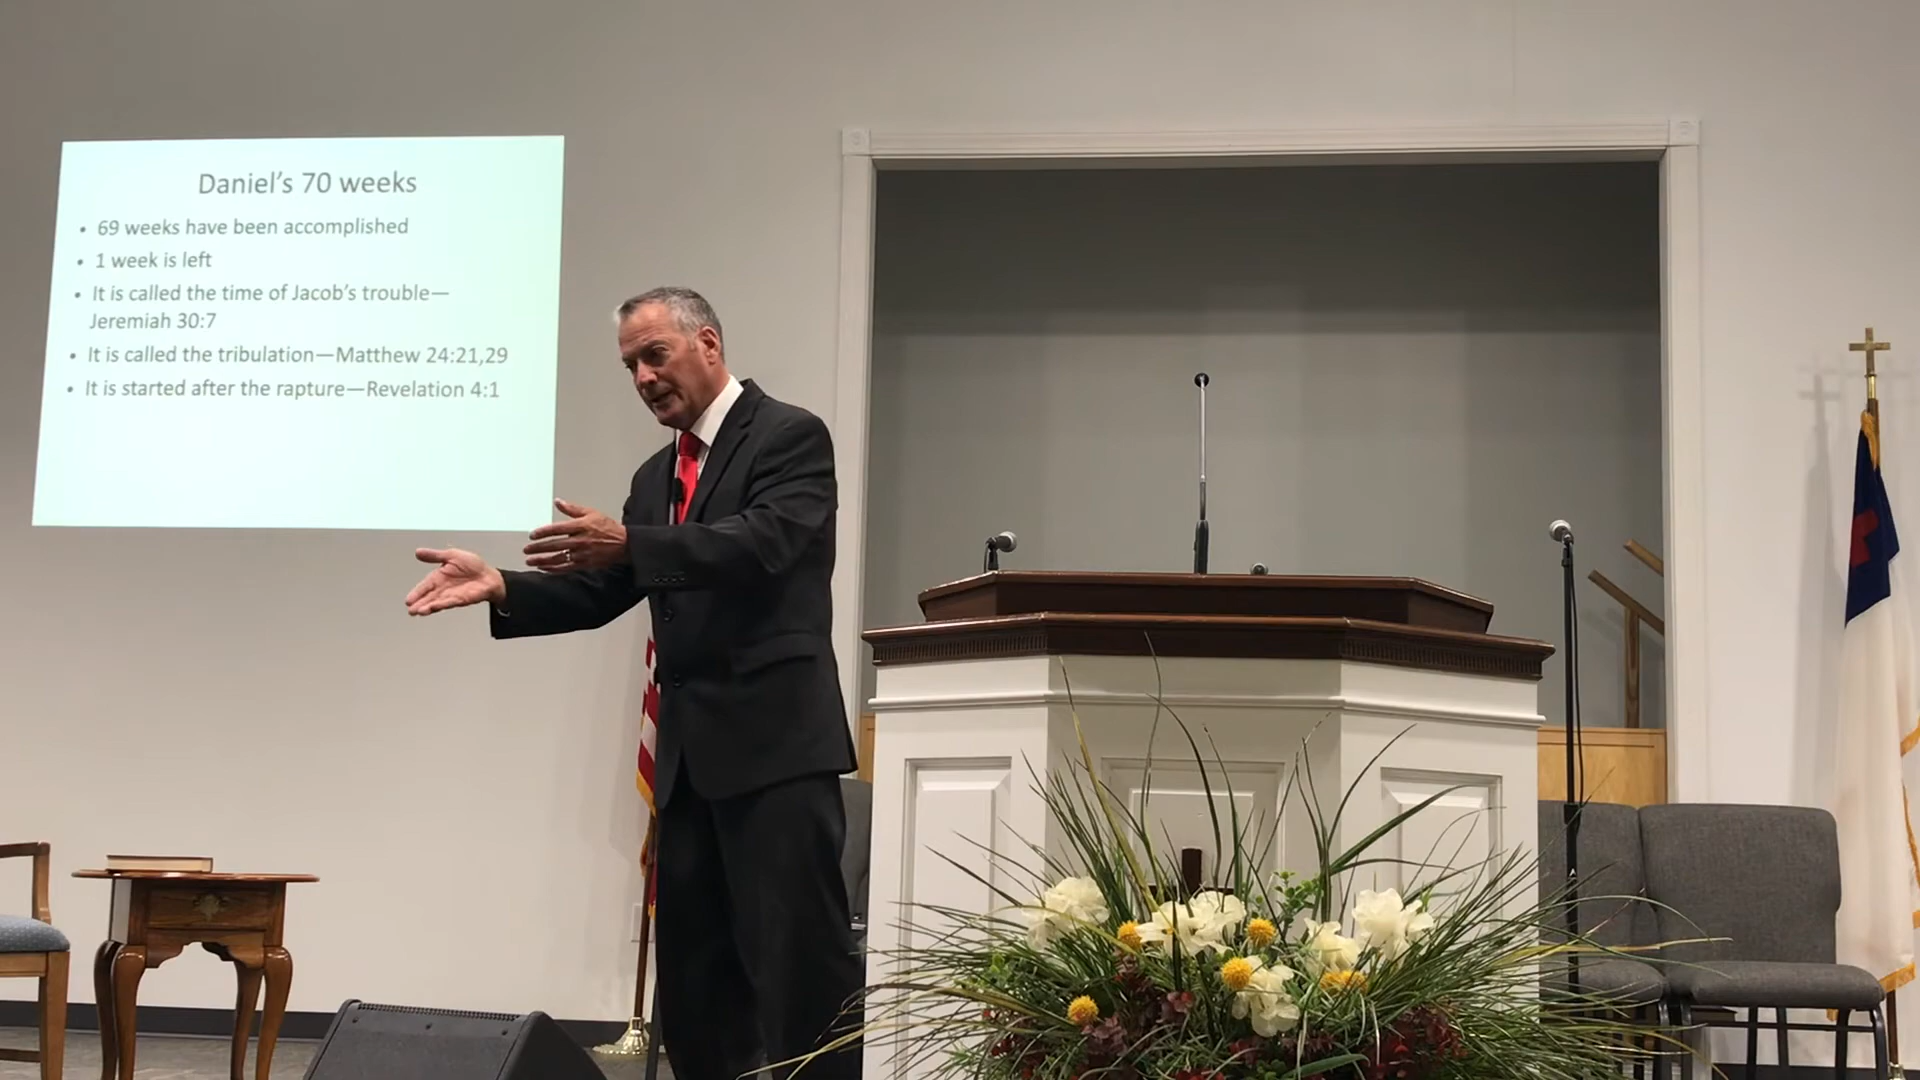 Daniel’s 70 weeks
• 69 weeks have been accomplished
• 1 week is left
• It is called the time of Jacob’s trouble—
Jeremiah 30:7
• It is called the tribulation—Matthew 24:21,29
• It is started after the rapture—Revelation 4:1